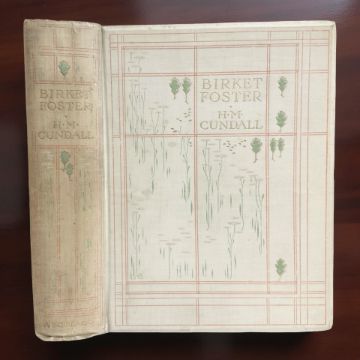 BIRKET
FOSTER
H·M·
CUNDALL
BIRKET
FOSTER
H·M·
CUNDALL